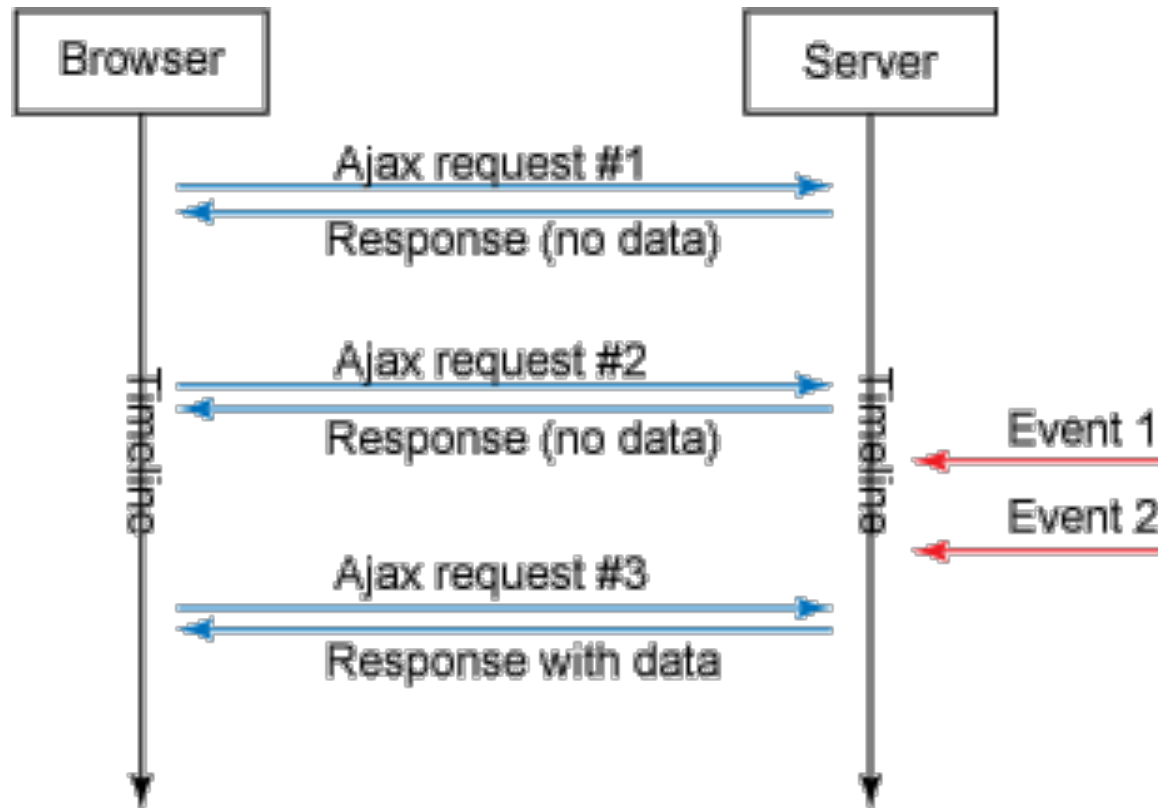 Browser
Server
Ajax request #1
Response (no data)
Ajax request #2
Response (no data)
Timeline
Timeline
Event 1
Event 2
Ajax request #3
Response with data